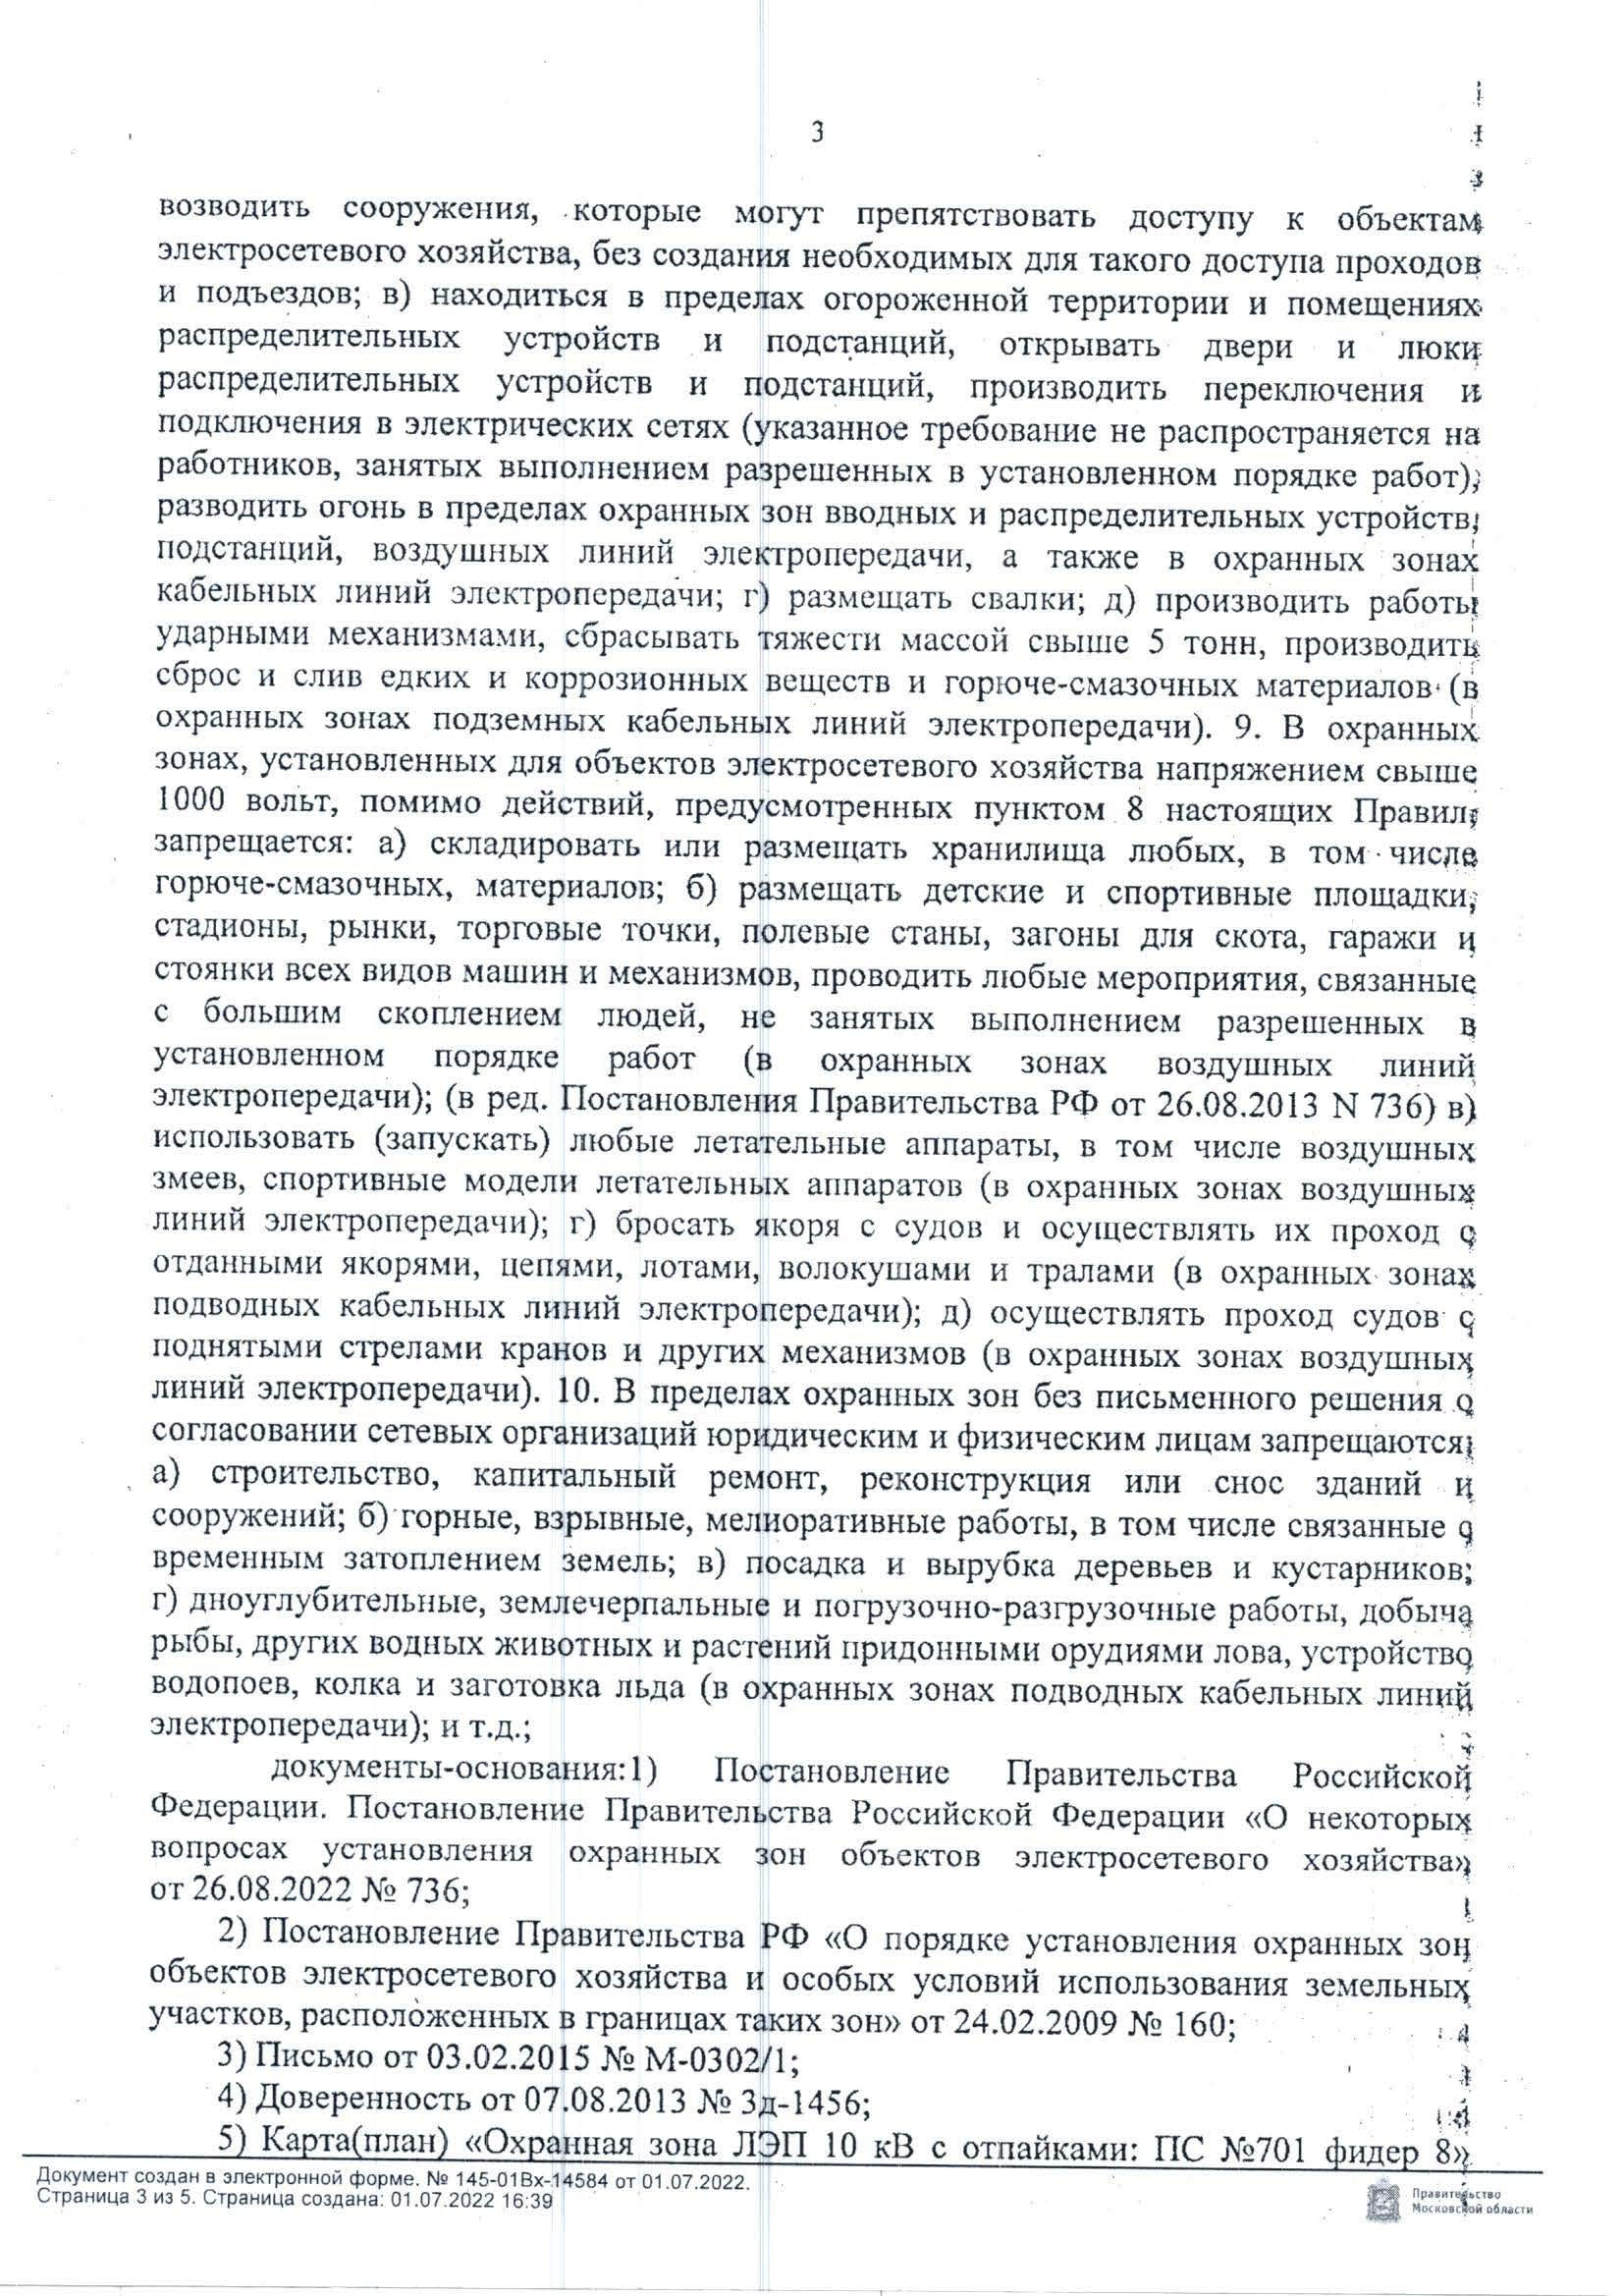 3
возводить сооружения, которые могут препятствовать доступу к объектам
электросетевого хозяйства, без создания необходимых для такого доступа проходов
и подъездов; в) находиться в пределах огороженной территории и помещениях
распределительных устройств и подстанций, открывать двери и люки
распределительных устройств и подстанций, производить переключения и
подключения в электрических сетях (указанное требование не распространяется на
работников, занятых выполнением разрешенных в установленном порядке работ),
разводить огонь в пределах охранных зон вводных и распределительных устройств,
подстанций, воздушных линий электропередачи, а также в охранных зонах
кабельных линий электропередачи; г) размещать свалки; д) производить работы
ударными механизмами, сбрасывать тяжести массой свыше 5 тонн, производить
сброс и слив едких и коррозионных веществ и горюче-смазочных материалов (в
охранных зонах подземных кабельных линий электропередачи). 9. В охранных
зонах, установленных для объектов электросетевого хозяйства напряжением свыше
1000 вольт, помимо действий, предусмотренных пунктом 8 настоящих Правил,
запрещается: а) складировать или размещать хранилища любых, в том числе
горюче-смазочных, материалов; б) размещать детские и спортивные площадки,
стадионы, рынки, торговые точки, полевые станы, загоны для скота, гаражи и
стоянки всех видов машин и механизмов, проводить любые мероприятия, связанные
с большим скоплением людей, не занятых выполнением разрешенных в
установленном порядке работ (в охранных зонах воздушных линий
электропередачи); (в ред. Постановления Правительства РФ от 26.08.2013 N 736) в)
использовать (запускать) любые летательные аппараты, в том числе воздушных
змеев, спортивные модели летательных аппаратов (в охранных зонах воздушных
линий электропередачи); г) бросать якоря с судов и осуществлять их проход с
отданными якорями, цепями, лотами, волокушами и тралами (в охранных зонах
подводных кабельных линий электропередачи); д) осуществлять проход судов с
поднятыми стрелами кранов и других механизмов (в охранных зонах воздушных
линий электропередачи). 10. В пределах охранных зон без письменного решения о
согласовании сетевых организаций юридическим и физическим лицам запрещаются:
а) строительство, капитальный ремонт, реконструкция или снос зданий и
сооружений; б) горные, взрывные, мелиоративные работы, в том числе связанные с
временным затоплением земель; в) посадка и вырубка деревьев и кустарников;
г) дноуглубительные, землечерпальные и погрузочно-разгрузочные работы, добыча
рыбы, других водных животных и растений придонными орудиями лова, устройство
водопоев, колка и заготовка льда (в охранных зонах подводных кабельных линий
электропередачи); и т.д.;
документы-основания:1) Постановление Правительства Российской
Федерации. Постановление Правительства Российской Федерации «О некоторых
вопросах установления охранных зон объектов электросетевого хозяйства»
от 26.08.2022 № 736;
2) Постановление Правительства РФ «О порядке установления охранных зон
объектов электросетевого хозяйства и особых условий использования земельных
участков, расположенных в границах таких зон» от 24.02.2009 № 160;
3) Письмо от 03.02.2015 № М-0302/1;
4) Доверенность от 07.08.2013 № 3д-1456;
5) Карта(план) «Охранная зона ЛЭП 10 кВ с отпайками: ПС №701 фидер 8»
Документ создан в электронной форме. № 145-01Вх-14584 от 01.07.2022.
Страница 3 из 5. Страница создана: 01.07.2022 16:39
Правительство
Московской области